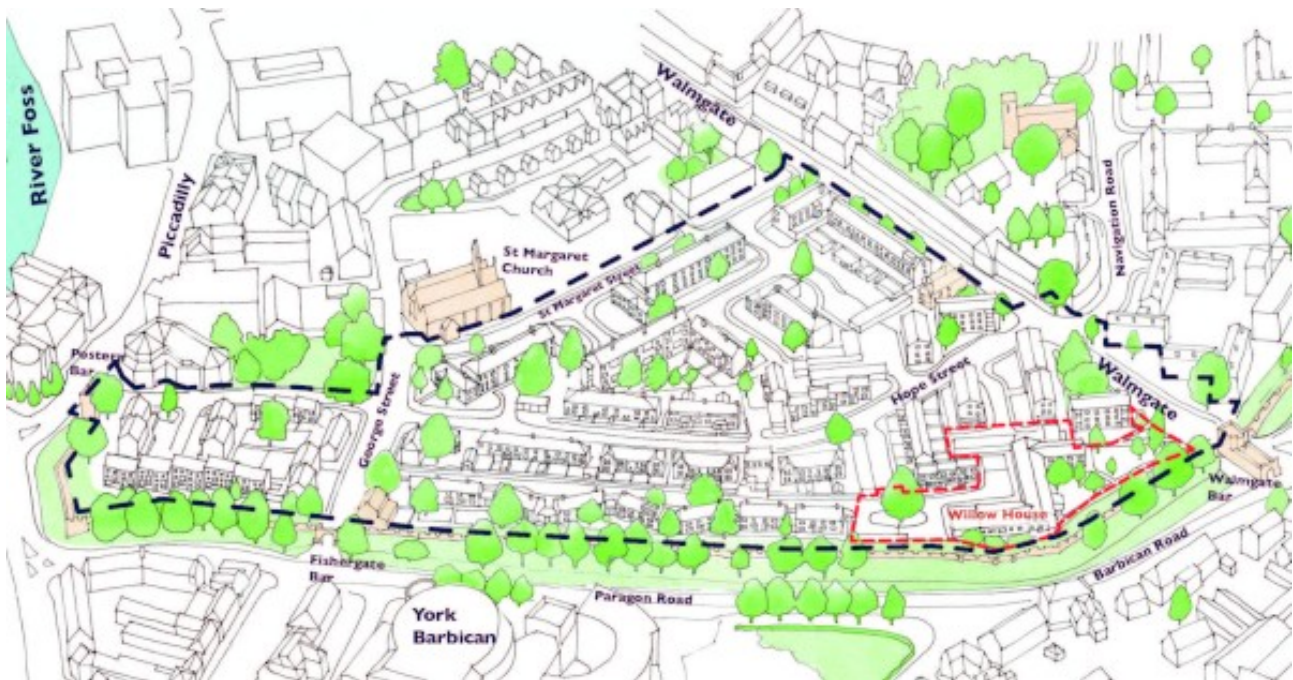 River Foss
Piccadilly
Walmgate
Navigation Road
St Margaret
Church
St Margaret Street
Postern
Bar
George Street
Hope Street
Walmgate
Willow House
Walmgate
Bar
Fishergate
Bar
Barbican Road
Paragon Road
York
Barbican